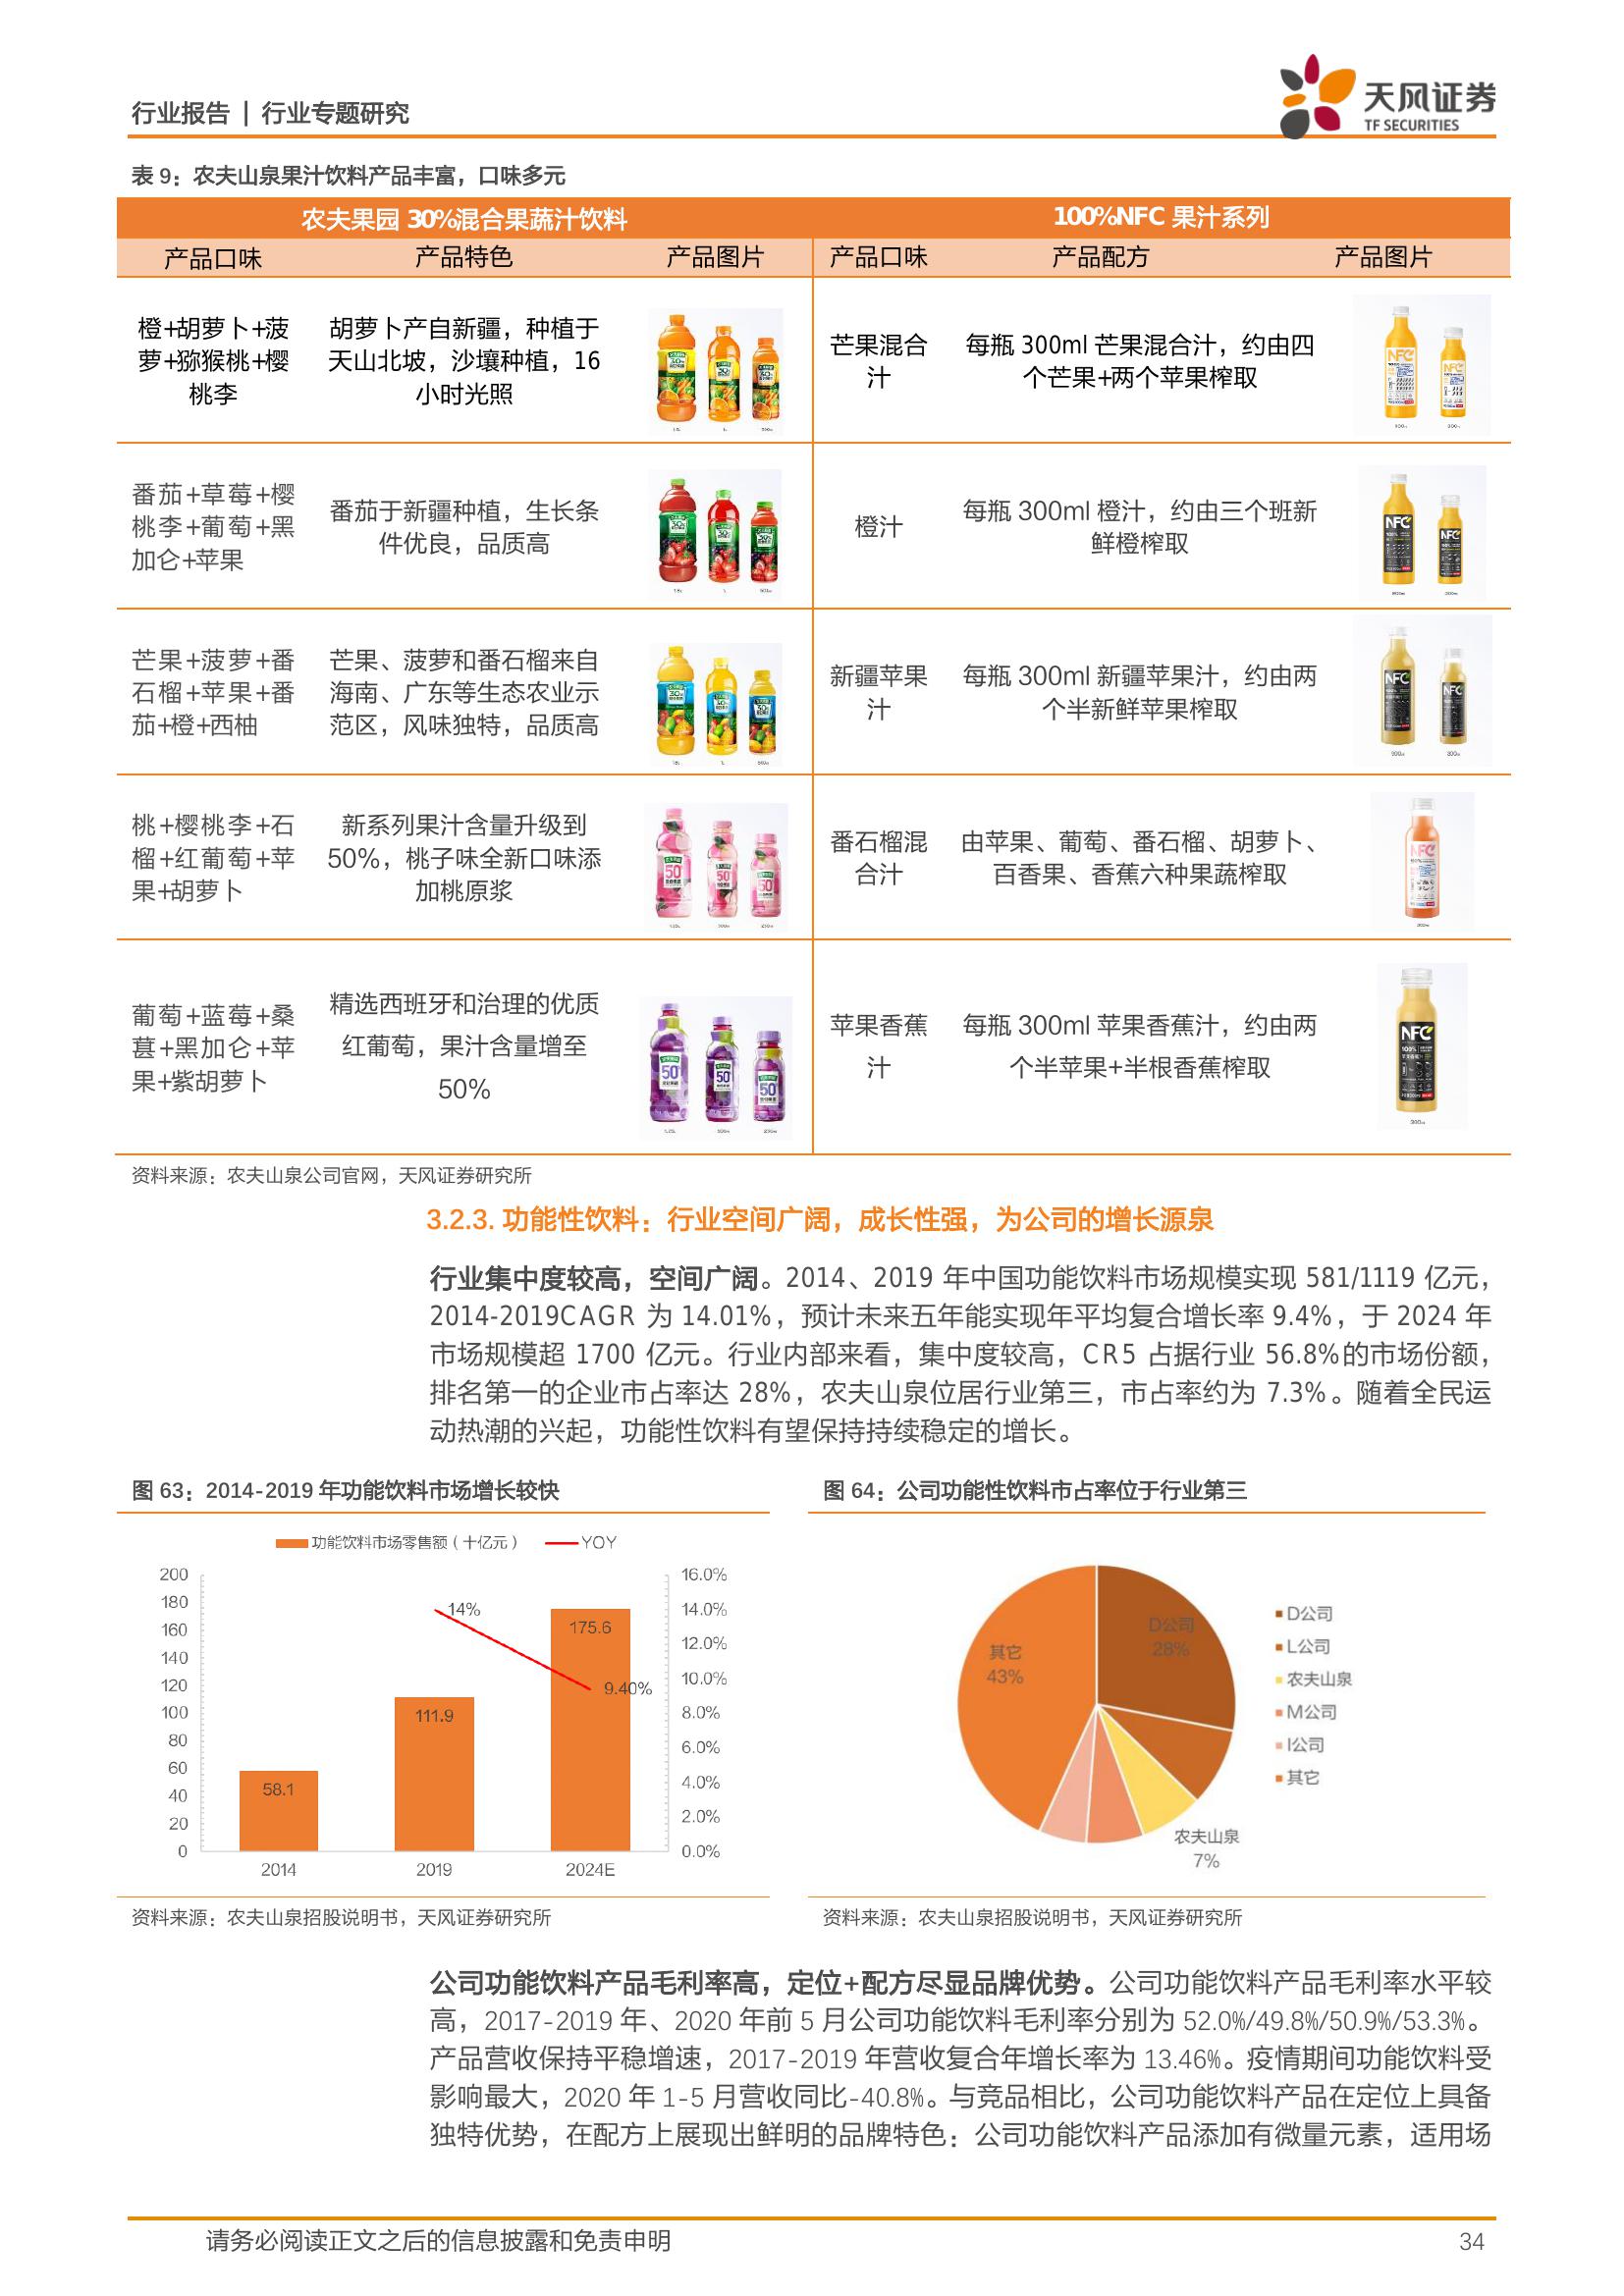 行业报告 | 行业专题研究
天风证券
TF SECURITIES
表 9：农夫山泉果汁饮料产品丰富，口味多元
农夫果园 30%混合果蔬汁饮料
100%NFC 果汁系列
产品口味
产品特色
产品图片
产品口味
产品配方
产品图片
橙+胡萝卜+菠
萝+猕猴桃+樱
桃李
胡萝卜产自新疆，种植于
天山北坡，沙壤种植，16
小时光照
芒果混合
汁
每瓶 300ml 芒果混合汁，约由四
个芒果+两个苹果榨取
番茄+草莓+樱
桃李+葡萄+黑
加仑+苹果
番茄于新疆种植，生长条
件优良，品质高
橙汁
每瓶 300ml 橙汁，约由三个班新
鲜橙榨取
芒果+菠萝+番
石榴+苹果+番
茄+橙+西柚
芒果、菠萝和番石榴来自
海南、广东等生态农业示
范区，风味独特，品质高
新疆苹果
汁
每瓶 300ml 新疆苹果汁，约由两
个半新鲜苹果榨取
桃+樱桃李+石
榴+红葡萄+苹
果+胡萝卜
新系列果汁含量升级到
50%，桃子味全新口味添
加桃原浆
番石榴混
合汁
由苹果、葡萄、番石榴、胡萝卜、
百香果、香蕉六种果蔬榨取
葡萄+蓝莓+桑
葚+黑加仑+苹
果+紫胡萝卜
精选西班牙和治理的优质
红葡萄，果汁含量增至
50%
苹果香蕉
汁
每瓶 300ml 苹果香蕉汁，约由两
个半苹果+半根香蕉榨取
资料来源：农夫山泉公司官网，天风证券研究所
3.2.3. 功能性饮料：行业空间广阔，成长性强，为公司的增长源泉
行业集中度较高，空间广阔。2014、2019 年中国功能饮料市场规模实现 581/1119 亿元，
2014-2019CAGR 为 14.01%，预计未来五年能实现年平均复合增长率 9.4%，于 2024 年
市场规模超 1700 亿元。行业内部来看，集中度较高，CR5 占据行业 56.8%的市场份额，
排名第一的企业市占率达 28%，农夫山泉位居行业第三，市占率约为 7.3%。随着全民运
动热潮的兴起，功能性饮料有望保持持续稳定的增长。
图 63：2014-2019 年功能饮料市场增长较快
功能饮料市场零售额（十亿元）
YOY
200
180
160
140
120
100
80
60
40
20
0
16.0%
14.0%
12.0%
10.0%
8.0%
6.0%
4.0%
2.0%
0.0%
14%
175.6
9.40%
111.9
58.1
2014
2019
2024E
资料来源：农夫山泉招股说明书，天风证券研究所
图 64：公司功能性饮料市占率位于行业第三
D公司
28%
其它
43%
农夫山泉
7%
D公司
L公司
农夫山泉
M公司
I公司
其它
资料来源：农夫山泉招股说明书，天风证券研究所
公司功能饮料产品毛利率高，定位+配方尽显品牌优势。公司功能饮料产品毛利率水平较
高，2017-2019 年、2020 年前 5 月公司功能饮料毛利率分别为 52.0%/49.8%/50.9%/53.3%。
产品营收保持平稳增速，2017-2019 年营收复合年增长率为 13.46%。疫情期间功能饮料受
影响最大，2020 年 1-5 月营收同比-40.8%。与竞品相比，公司功能饮料产品在定位上具备
独特优势，在配方上展现出鲜明的品牌特色：公司功能饮料产品添加有微量元素，适用场
请务必阅读正文之后的信息披露和免责申明
34